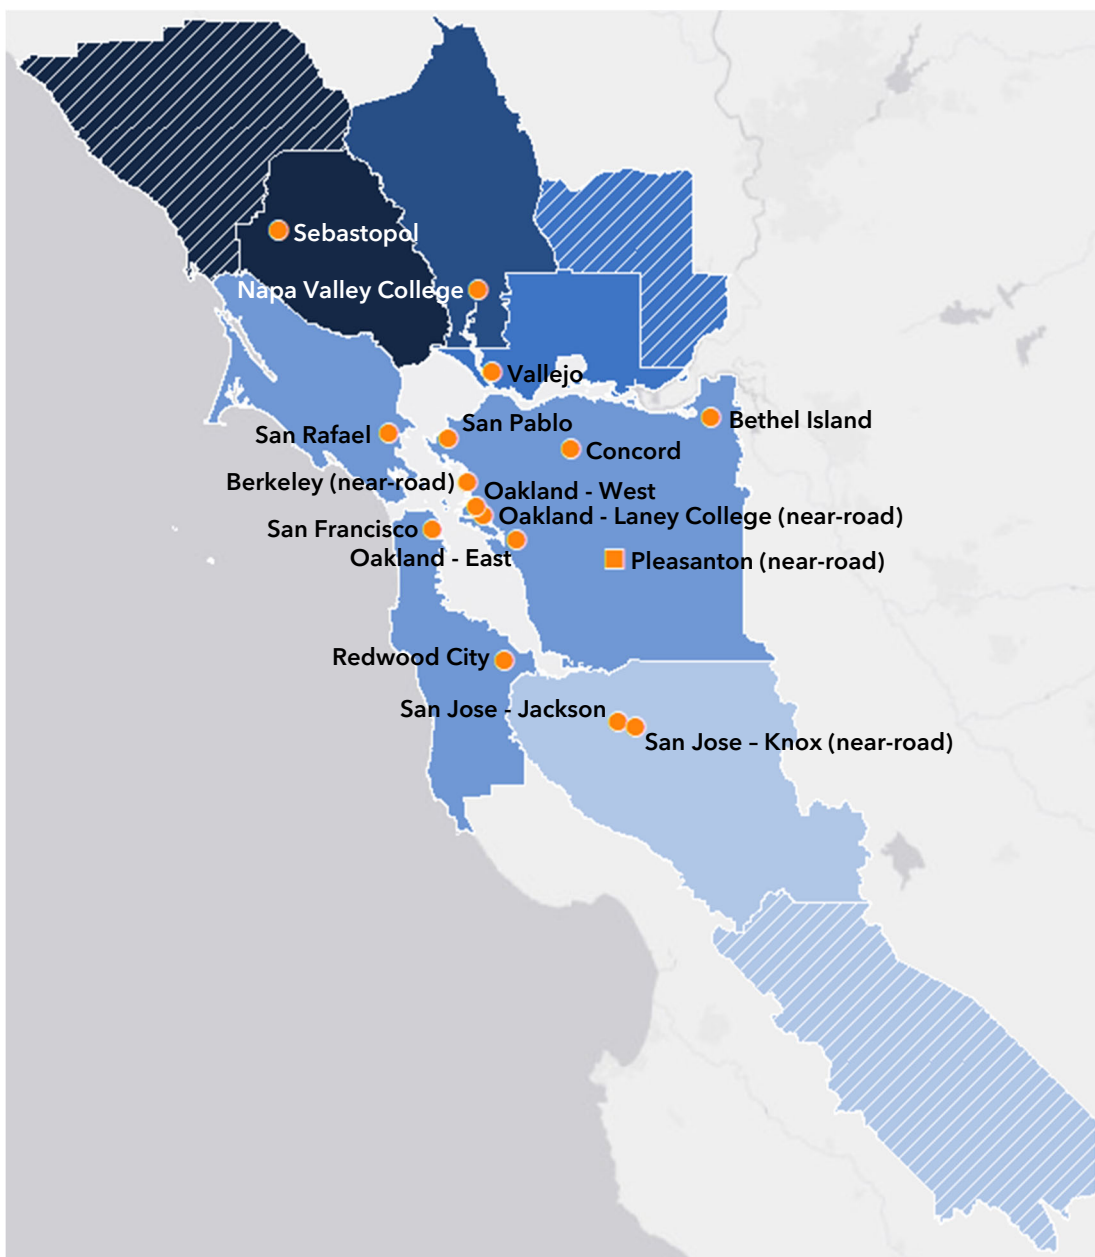 Sebastopol
Napa Valley College
Vallejo
Bethel Island
San Pablo
San Rafael
Concord
Berkeley (near-road)
Oakland - West
Oakland - Laney College (near-road)
San Francisco
Oakland - East
Pleasanton (near-road)
Redwood City
San Jose - Jackson
San Jose – Knox (near-road)